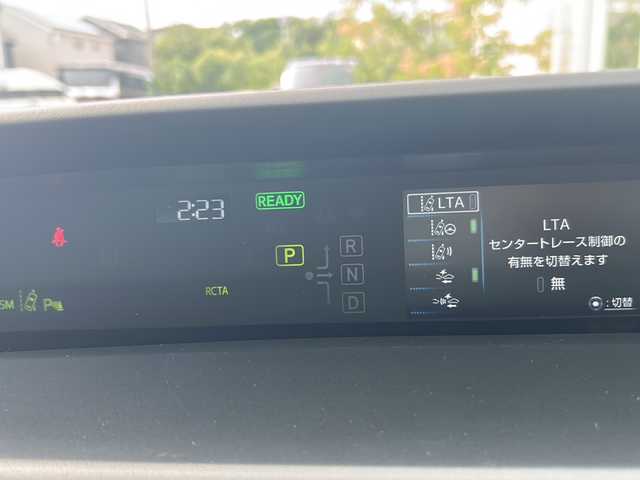 2:23
READY
LTA
P
R
N
D
SM
P
RCTA
LTA
センタートレース制御の
有無を切替えます
無
:切替